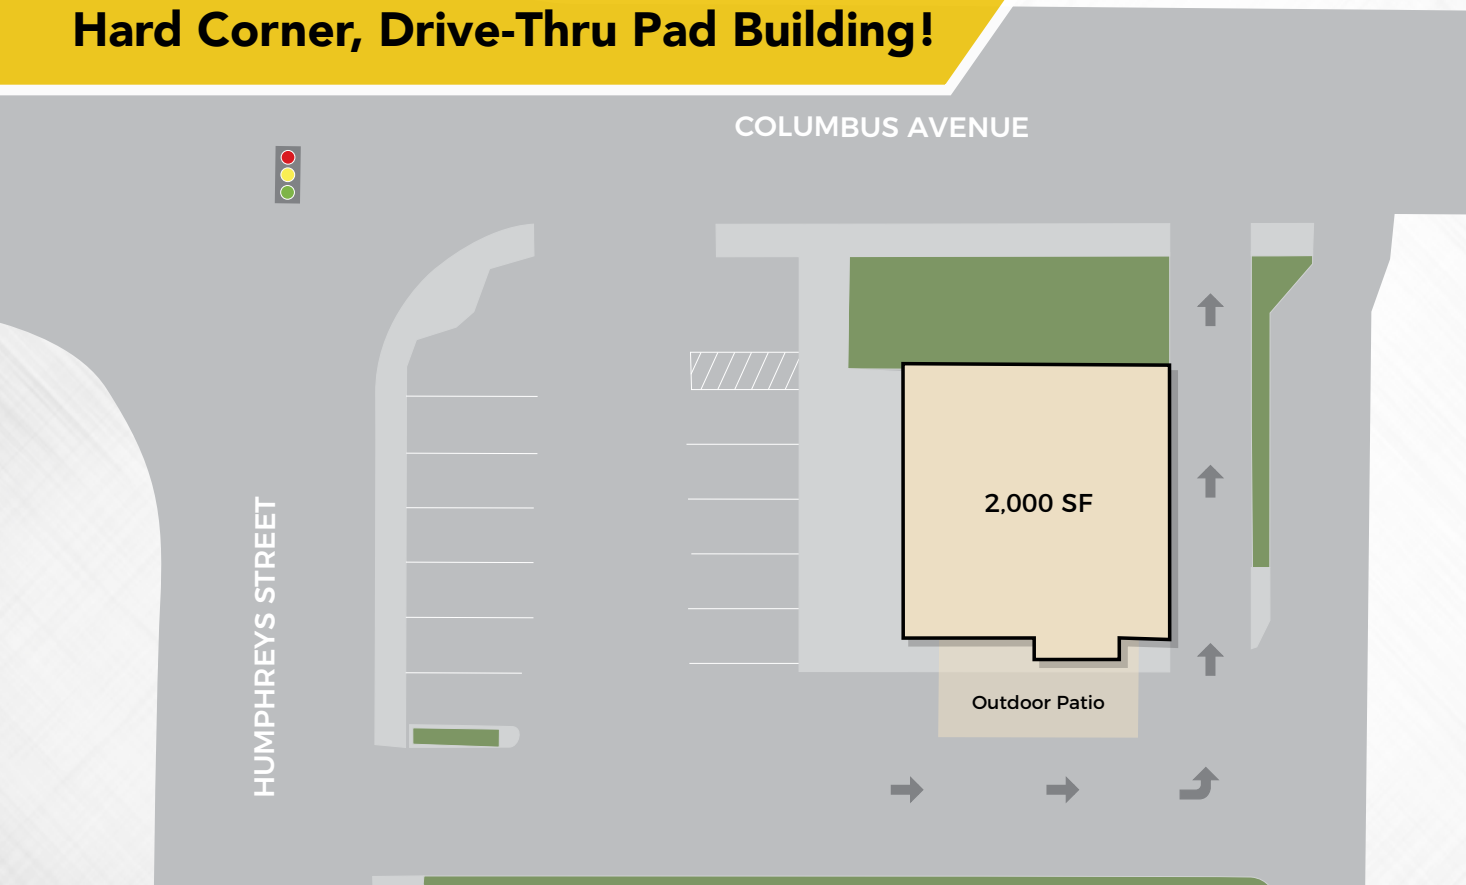 Hard Corner, Drive-Thru Pad Building!
COLUMBUS AVENUE
HUMPHREYS STREET
2,000 SF
Outdoor Patio